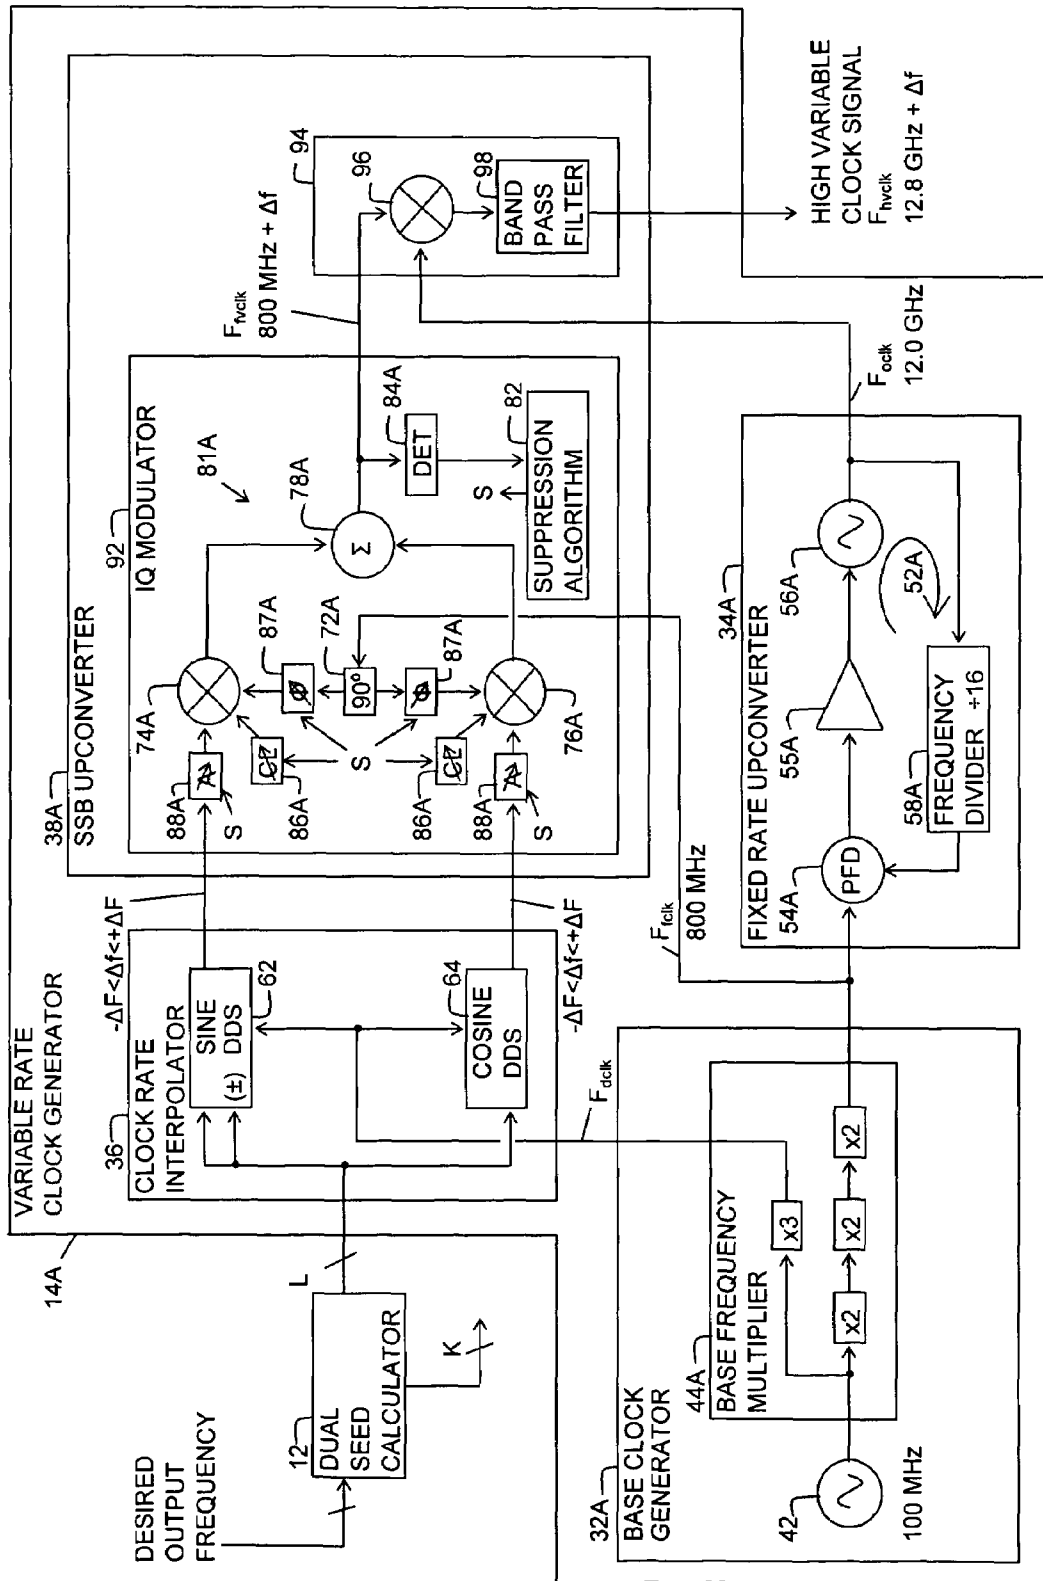 VARIABLE RATE
CLOCK GENERATOR
14A
DESIRED
OUTPUT
FREQUENCY
12
DUAL
SEED
CALCULATOR
L
K
36
CLOCK RATE
INTERPOLATOR
SINE
DDS
(±)
62
COSINE
DDS
64
-ΔF<Δf<+ΔF
-ΔF<Δf<+ΔF
38A
SSB UPCONVERTER
92
IQ MODULATOR
81A
74A
88A
A
S
86A
CL
87A
Φ
72A
90°
S
87A
Φ
86A
CL
88A
A
S
76A
78A
Σ
84A
DET
82
S
SUPPRESSION
ALGORITHM
Ffvclk
800 MHz + Δf
94
96
98
BAND
PASS
FILTER
HIGH VARIABLE
CLOCK SIGNAL
Fhvclk
12.8 GHz + Δf
32A
BASE CLOCK
GENERATOR
42
100 MHz
44A
BASE FREQUENCY
MULTIPLIER
x3
x2
x2
x2
Fdclk
Ffclk
800 MHz
34A
FIXED RATE UPCONVERTER
54A
PFD
55A
56A
52A
58A
FREQUENCY
DIVIDER ÷16
Foclk
12.0 GHz